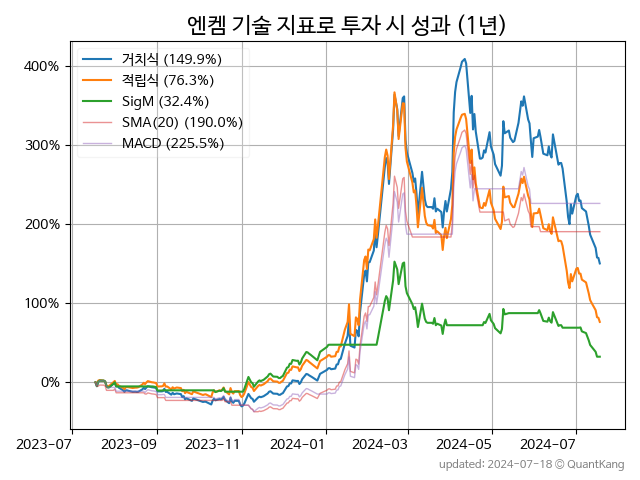 엔켐 기술 지표로 투자 시 성과 (1년)
거치식 (149.9%)
적립식 (76.3%)
SigM (32.4%)
SMA(20) (190.0%)
MACD (225.5%)
400%
300%
200%
100%
0%
2023-07 2023-09 2023-11 2024-01 2024-03 2024-05 2024-07
updated: 2024-07-18 ⓒ QuantKang